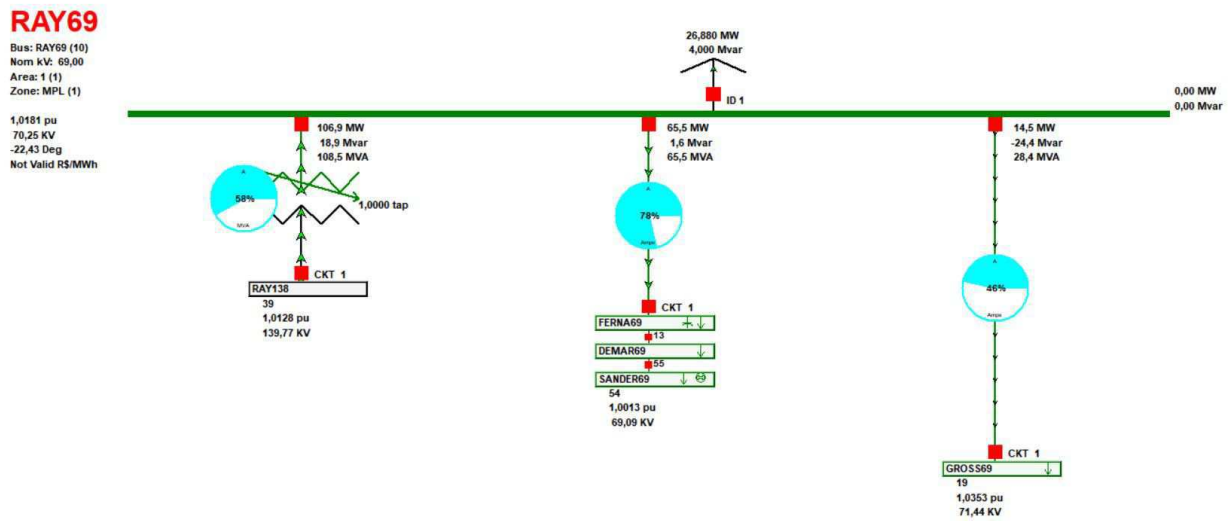 RAY69
Bus: RAY69 (10)
Nom kV: 69,00
Area: 1 (1)
Zone: MPL (1)
1,0181 pu
70,25 KV
-22,43 Deg
Not Valid R$/MWh
26,880 MW
4,000 Mvar
ID 1
0,00 MW
0,00 Mvar
106,9 MW
18,9 Mvar
108,5 MVA
A
58%
MVA
1,0000 tap
CKT 1
RAY138
39
1,0128 pu
139,77 KV
65,5 MW
1,6 Mvar
65,5 MVA
A
78%
Amps
CKT 1
FERNA69
13
DEMAR69
55
SANDER69
54
1,0013 pu
69,09 KV
14,5 MW
-24,4 Mvar
28,4 MVA
A
46%
Amps
CKT 1
GROSS69
19
1,0353 pu
71,44 KV